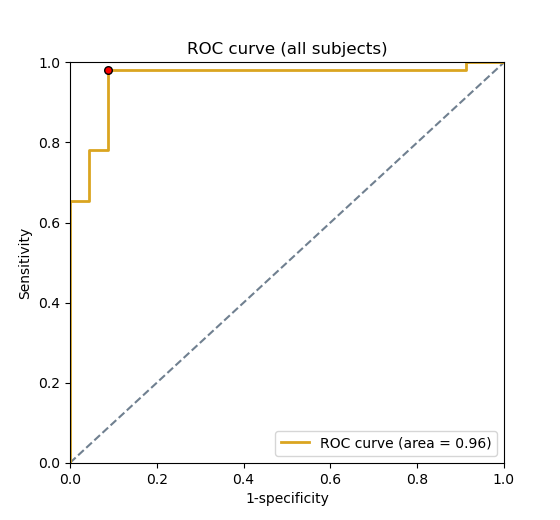 ROC curve (all subjects)
1.0
0.8
0.6
0.4
0.2
0.0
Sensitivity
ROC curve (area = 0.96)
0.0 0.2 0.4 0.6 0.8 1.0
1-specificity